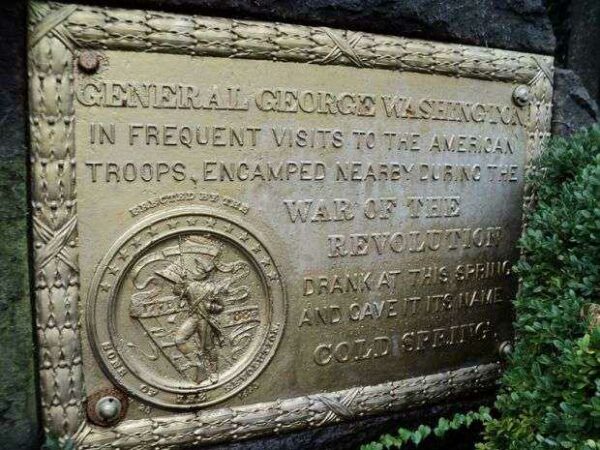 GENERAL GEORGE WASHINGTON
IN FREQUENT VISITS TO THE AMERICAN
TROOPS, ENCAMPED NEARBY DURING THE
WAR OF THE
REVOLUTION
DRANK AT THIS SPRING
AND GAVE IT ITS NAME
COLD SPRING.
ERECTED BY THE
SONS OF THE REVOLUTION